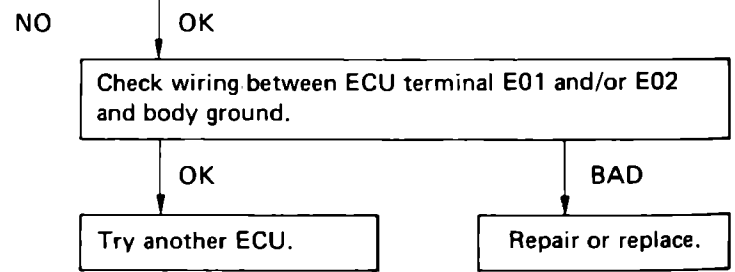 NO OK
Check wiring between ECU terminal E01 and/or E02
and body ground.
OK BAD
Try another ECU. Repair or replace.